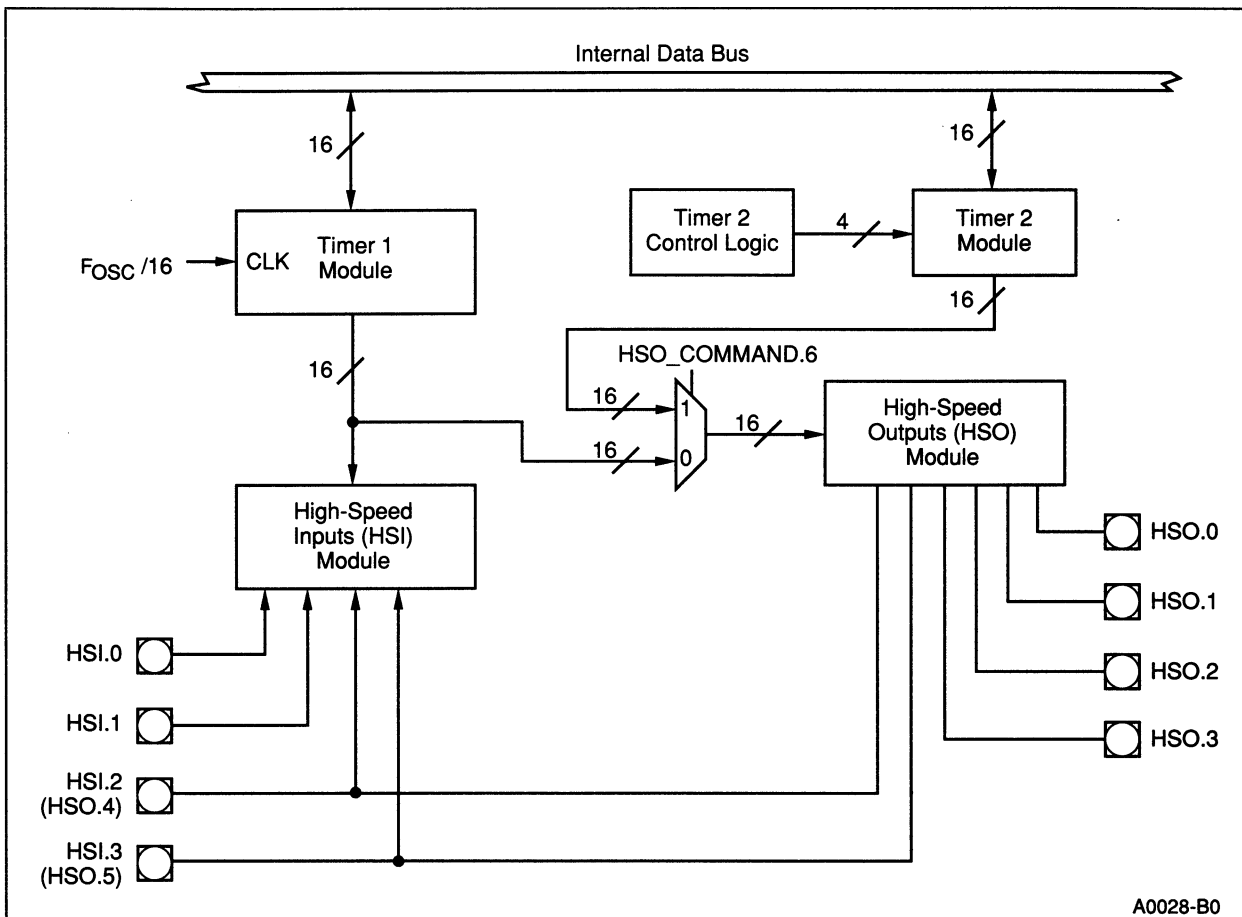 Internal Data Bus
16
16
Timer 1
Module
CLK
FOSC /16
Timer 2
Control Logic
4
Timer 2
Module
16
16
HSO_COMMAND.6
16
1
16
16
0
High-Speed
Outputs (HSO)
Module
High-Speed
Inputs (HSI)
Module
HSO.0
HSO.1
HSO.2
HSO.3
HSI.0
HSI.1
HSI.2
(HSO.4)
HSI.3
(HSO.5)
A0028-B0